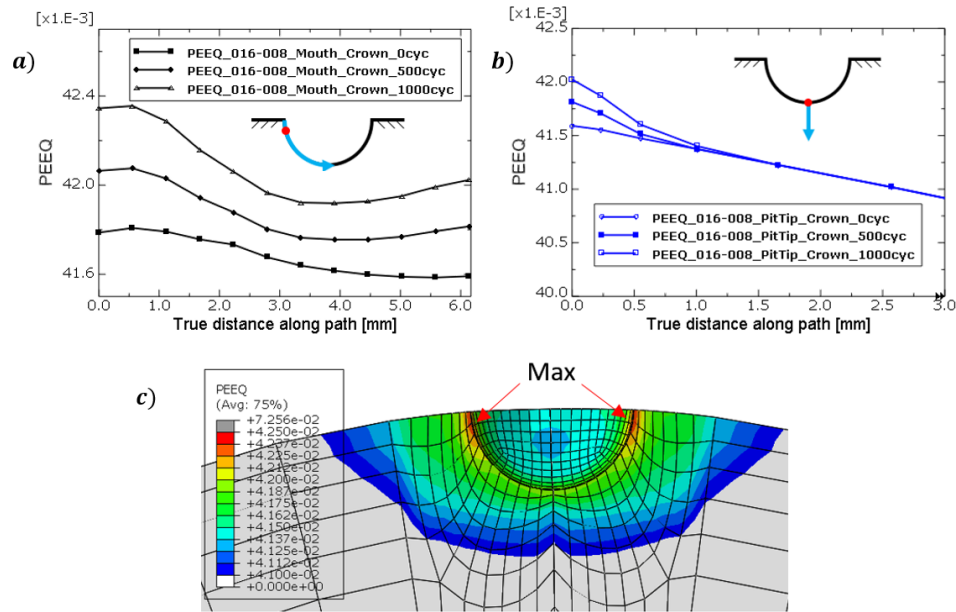 [x1.E-3]
a)
PEEQ_016-008_Mouth_Crown_0cyc
PEEQ_016-008_Mouth_Crown_500cyc
PEEQ_016-008_Mouth_Crown_1000cyc
42.4
42.0
41.6
PEEQ
0.0 1.0 2.0 3.0 4.0 5.0 6.0
True distance along path [mm]
[x1.E-3]
b)
42.5
42.0
41.5
41.0
40.5
40.0
PEEQ
PEEQ_016-008_PitTip_Crown_0cyc
PEEQ_016-008_PitTip_Crown_500cyc
PEEQ_016-008_PitTip_Crown_1000cyc
0.0 0.5 1.0 1.5 2.0 2.5 3.0
True distance along path [mm]
c)
Max
PEEQ
(Avg: 75%)
+7.256e-02
+4.250e-02
+4.237e-02
+4.225e-02
+4.212e-02
+4.200e-02
+4.187e-02
+4.175e-02
+4.162e-02
+4.150e-02
+4.137e-02
+4.125e-02
+4.112e-02
+4.100e-02
+0.000e+00